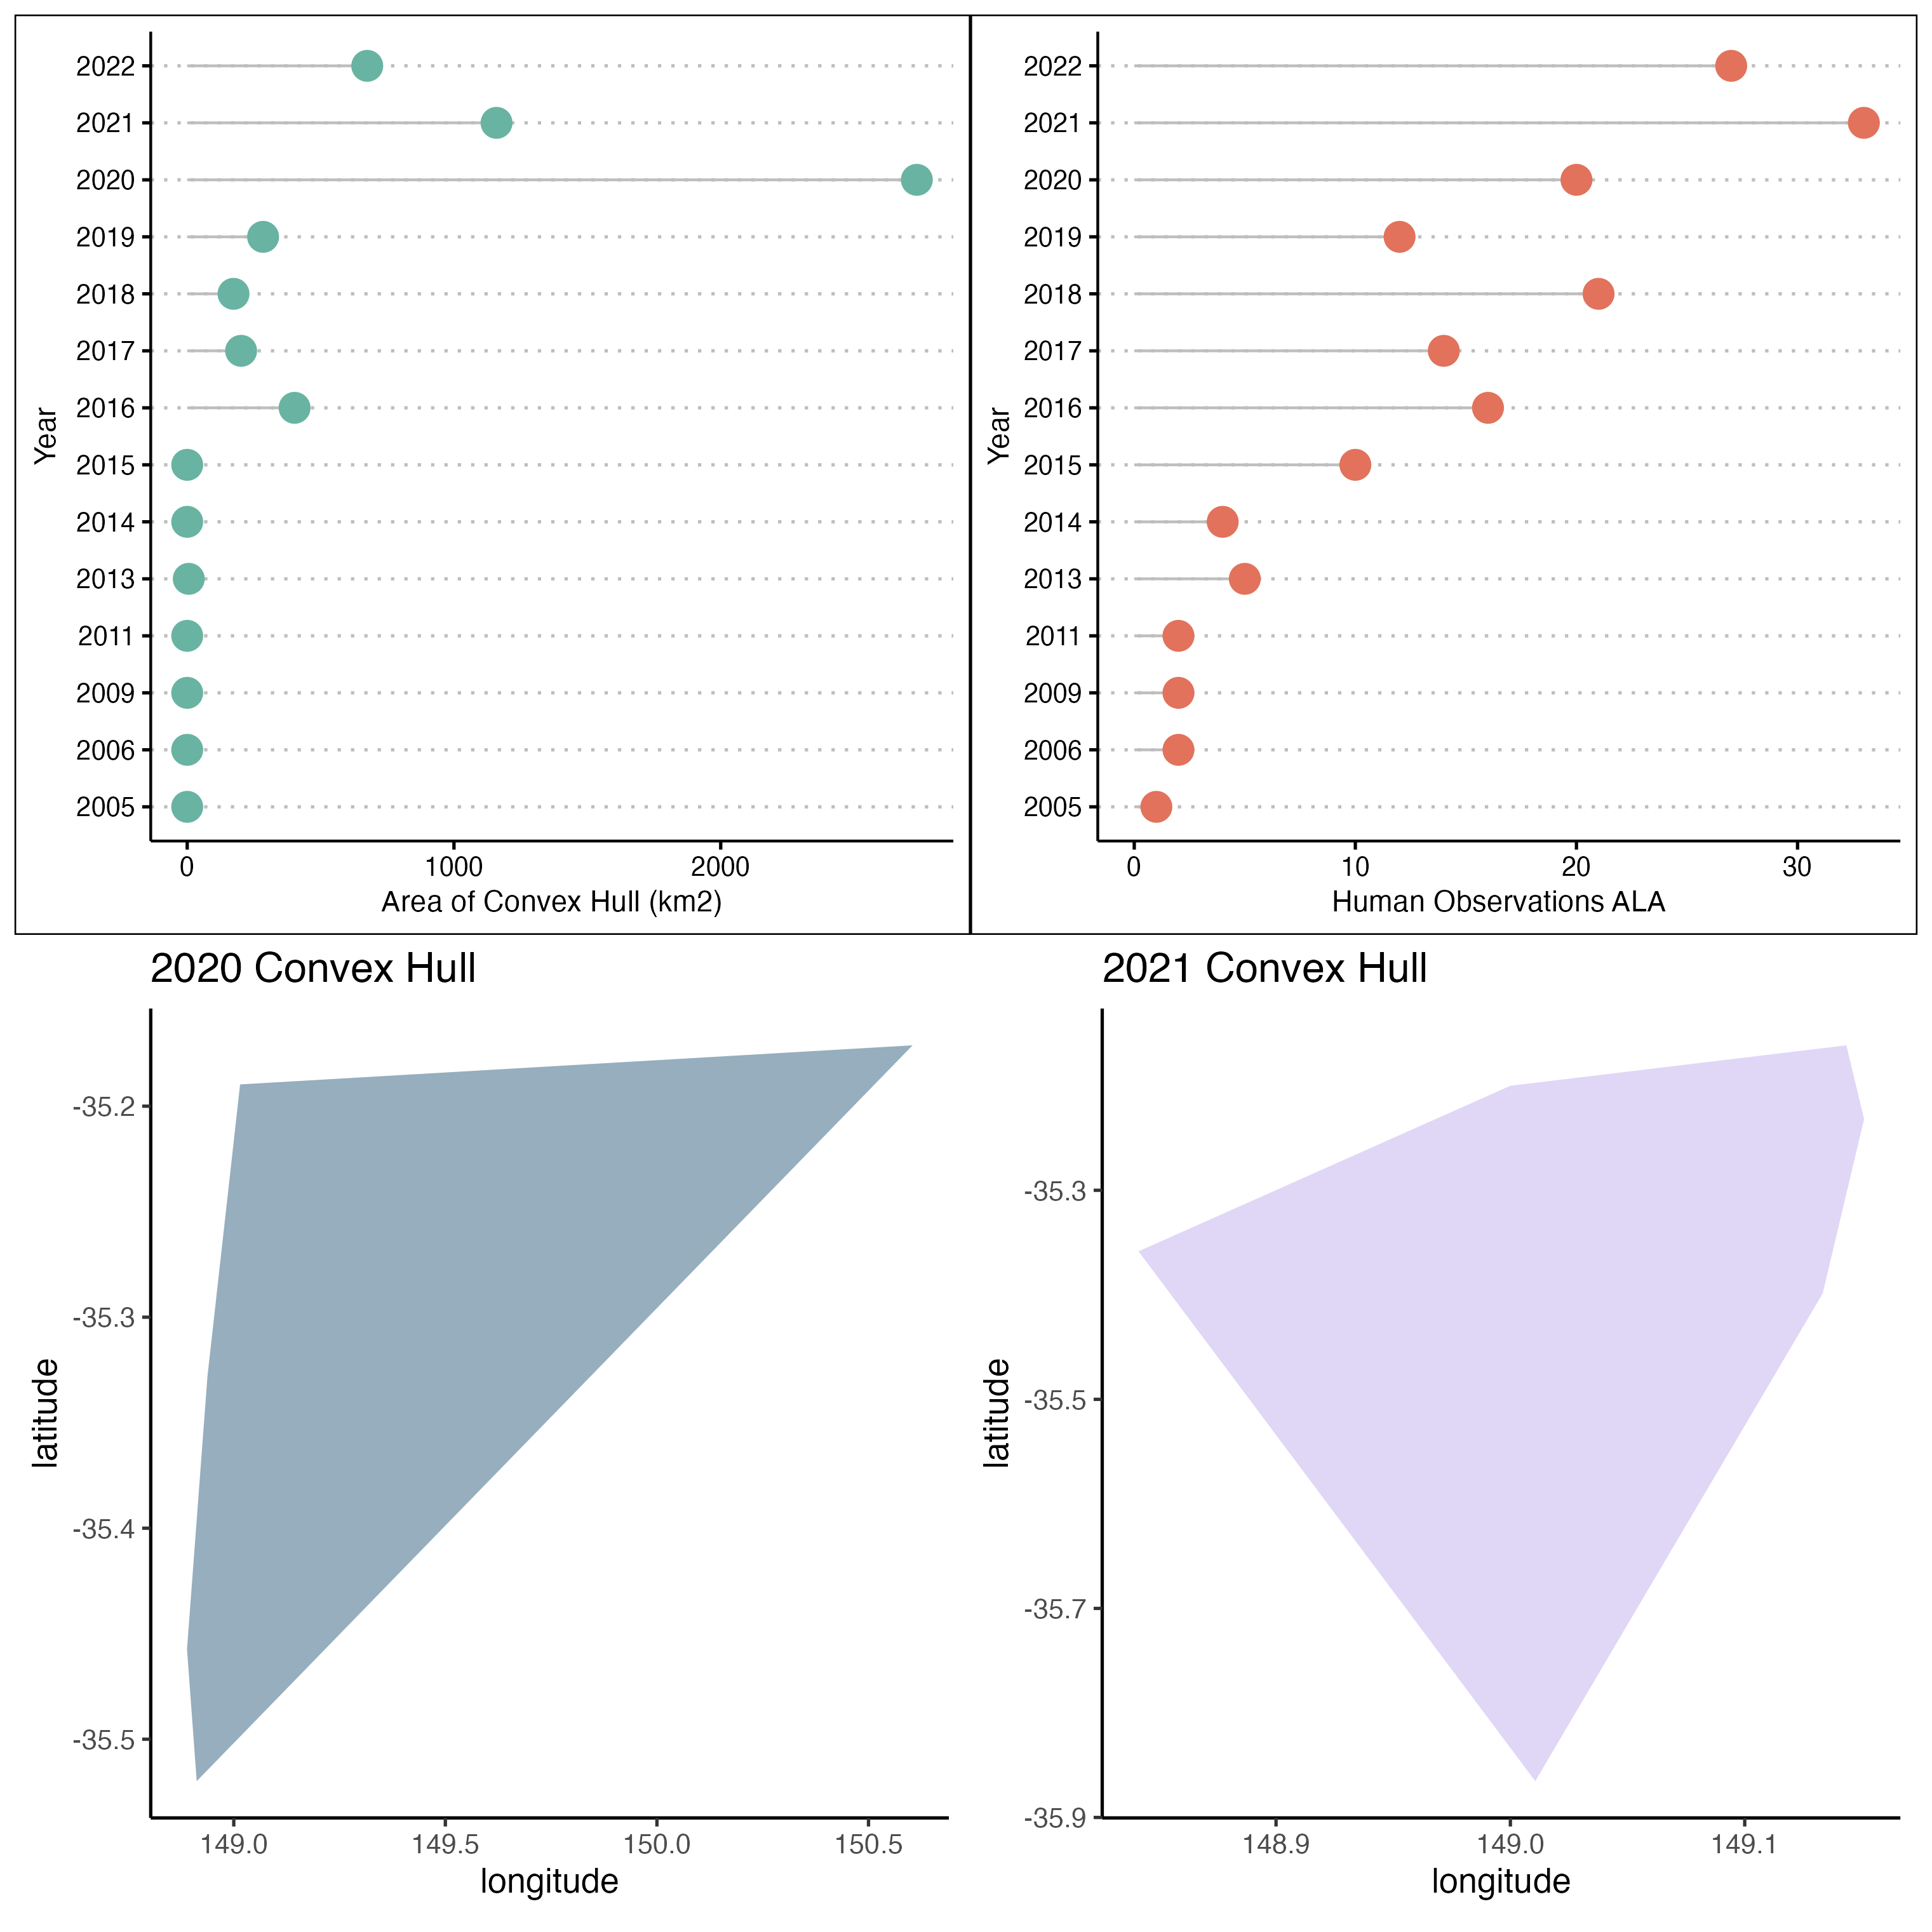 2022
2021
2020
2019
2018
2017
2016
2015
2014
2013
2011
2009
2006
2005
Year
0 1000 2000
Area of Convex Hull (km2)
2022
2021
2020
2019
2018
2017
2016
2015
2014
2013
2011
2009
2006
2005
Year
0 10 20 30
Human Observations ALA
2020 Convex Hull
-35.2
-35.3
-35.4
-35.5
latitude
149.0 149.5 150.0 150.5
longitude
2021 Convex Hull
-35.3
-35.5
-35.7
-35.9
latitude
148.9 149.0 149.1
longitude